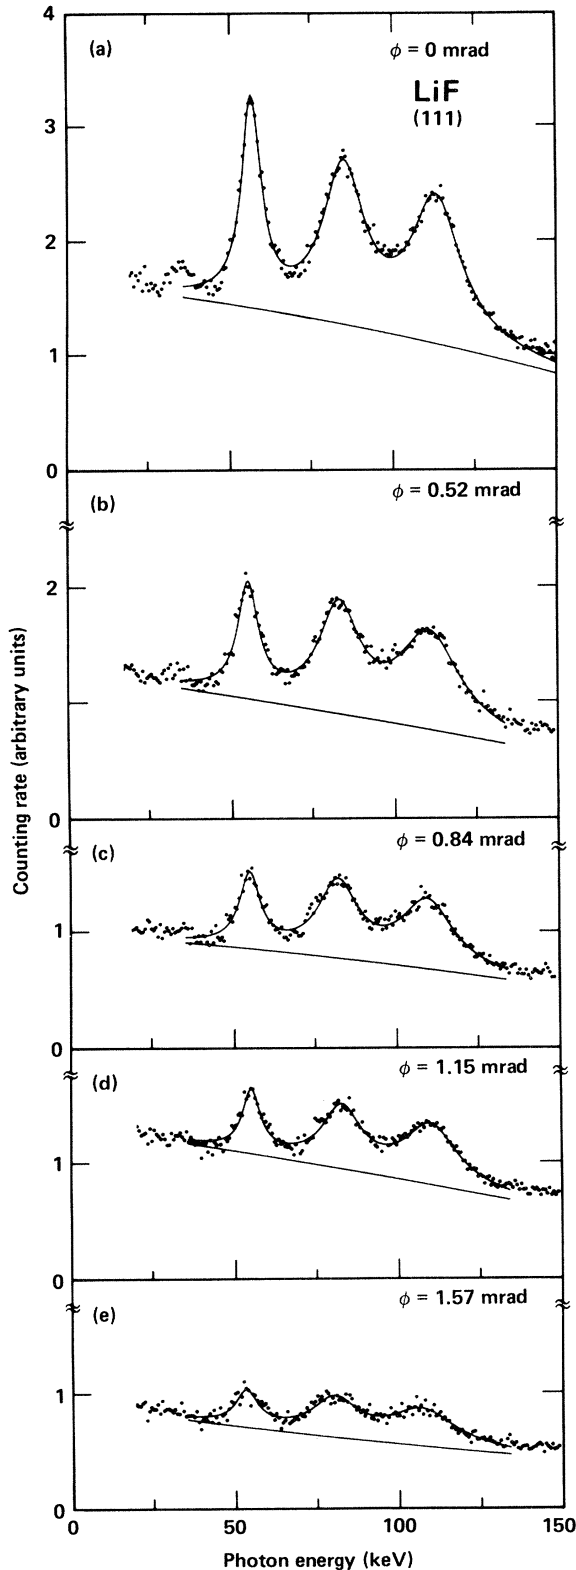 4
(a)
ϕ = 0 mrad
LiF
(111)
3
2
1
0
(b)
ϕ = 0.52 mrad
2
0
(c)
ϕ = 0.84 mrad
1
0
(d)
ϕ = 1.15 mrad
1
0
(e)
ϕ = 1.57 mrad
1
0
0
50
100
150
Photon energy (keV)
Counting rate (arbitrary units)